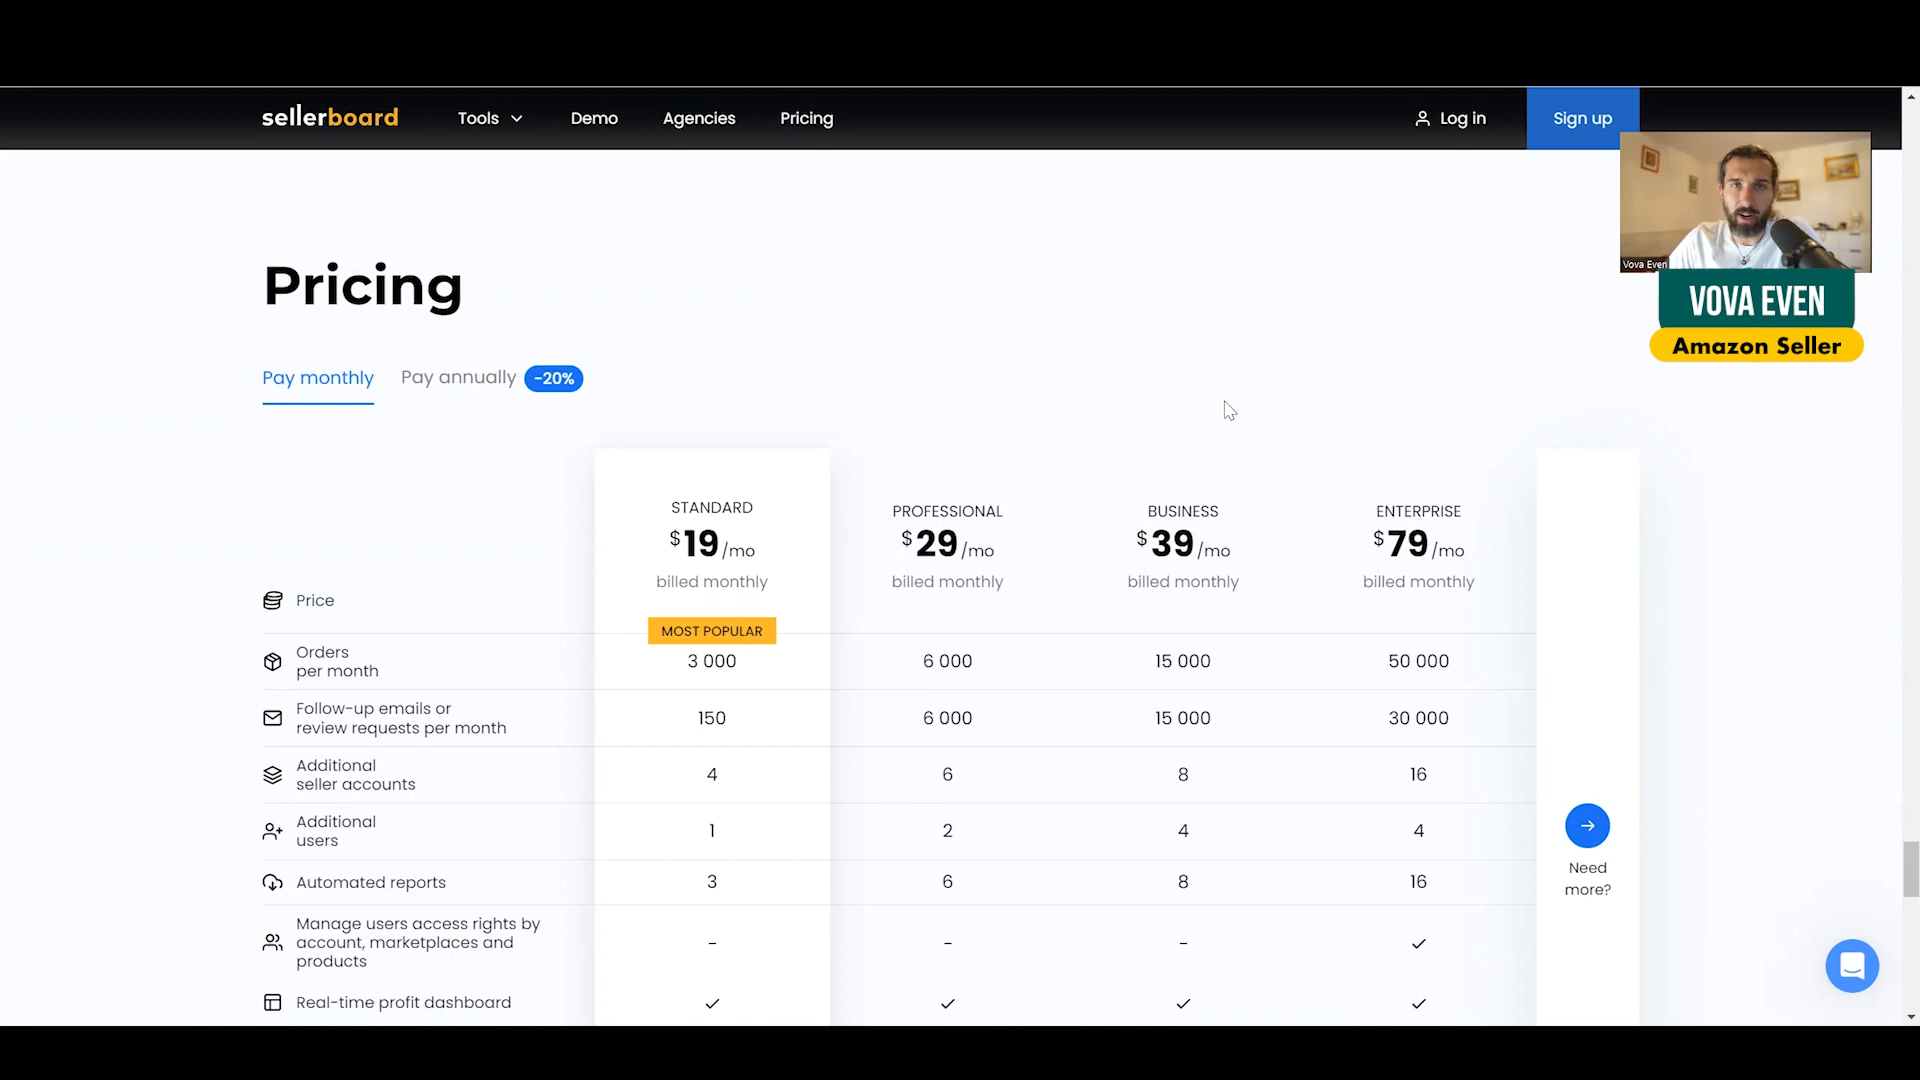 sellerboard Tools Demo Agencies Pricing Log in Sign up
Vova Even
VOVA EVEN
Amazon Seller
Pricing
Pay monthly Pay annually -20%
STANDARD PROFESSIONAL BUSINESS ENTERPRISE
$19/mo $29/mo $39/mo $79/mo
billed monthly billed monthly billed monthly billed monthly
Price
MOST POPULAR
Orders
per month
3 000 6 000 15 000 50 000
Follow-up emails or
review requests per month
150 6 000 15 000 30 000
Additional
seller accounts
4 6 8 16
Additional
users
1 2 4 4
Automated reports 3 6 8 16
Need
more?
Manage users access rights by
account, marketplaces and
products
- - - ✓
Real-time profit dashboard ✓ ✓ ✓ ✓